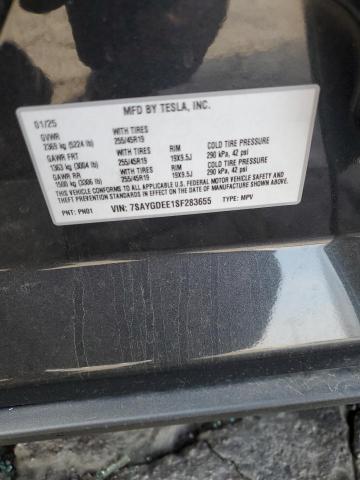 MFD BY TESLA, INC.
01/25
GVWR WITH TIRES
2369 kg (5224 lb) 255/45R19
GAWR FRT WITH TIRES RIM COLD TIRE PRESSURE
1363 kg (3004 lb) 255/45R19 19X9.5J 290 kPa, 42 psi
GAWR RR WITH TIRES RIM COLD TIRE PRESSURE
1500 kg (3306 lb) 255/45R19 19X9.5J 290 kPa, 42 psi
THIS VEHICLE CONFORMS TO ALL APPLICABLE U.S. FEDERAL MOTOR VEHICLE SAFETY AND
THEFT PREVENTION STANDARDS IN EFFECT ON THE DATE OF MANUFACTURE SHOWN ABOVE.
PNT: PN01 VIN: 7SAYGDEE1SF283655 TYPE: MPV